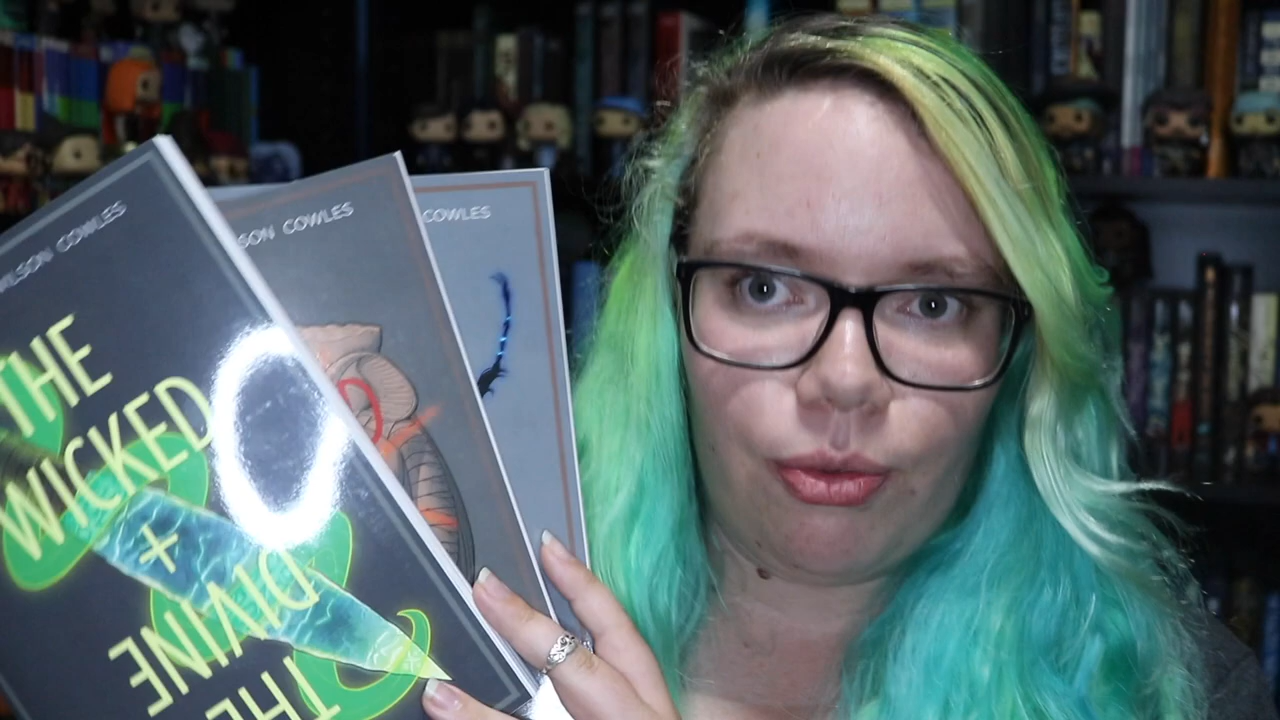 WILSON COWLES
THE
WICKED
+
THE
DIVINE
SON COWLES
COWLES